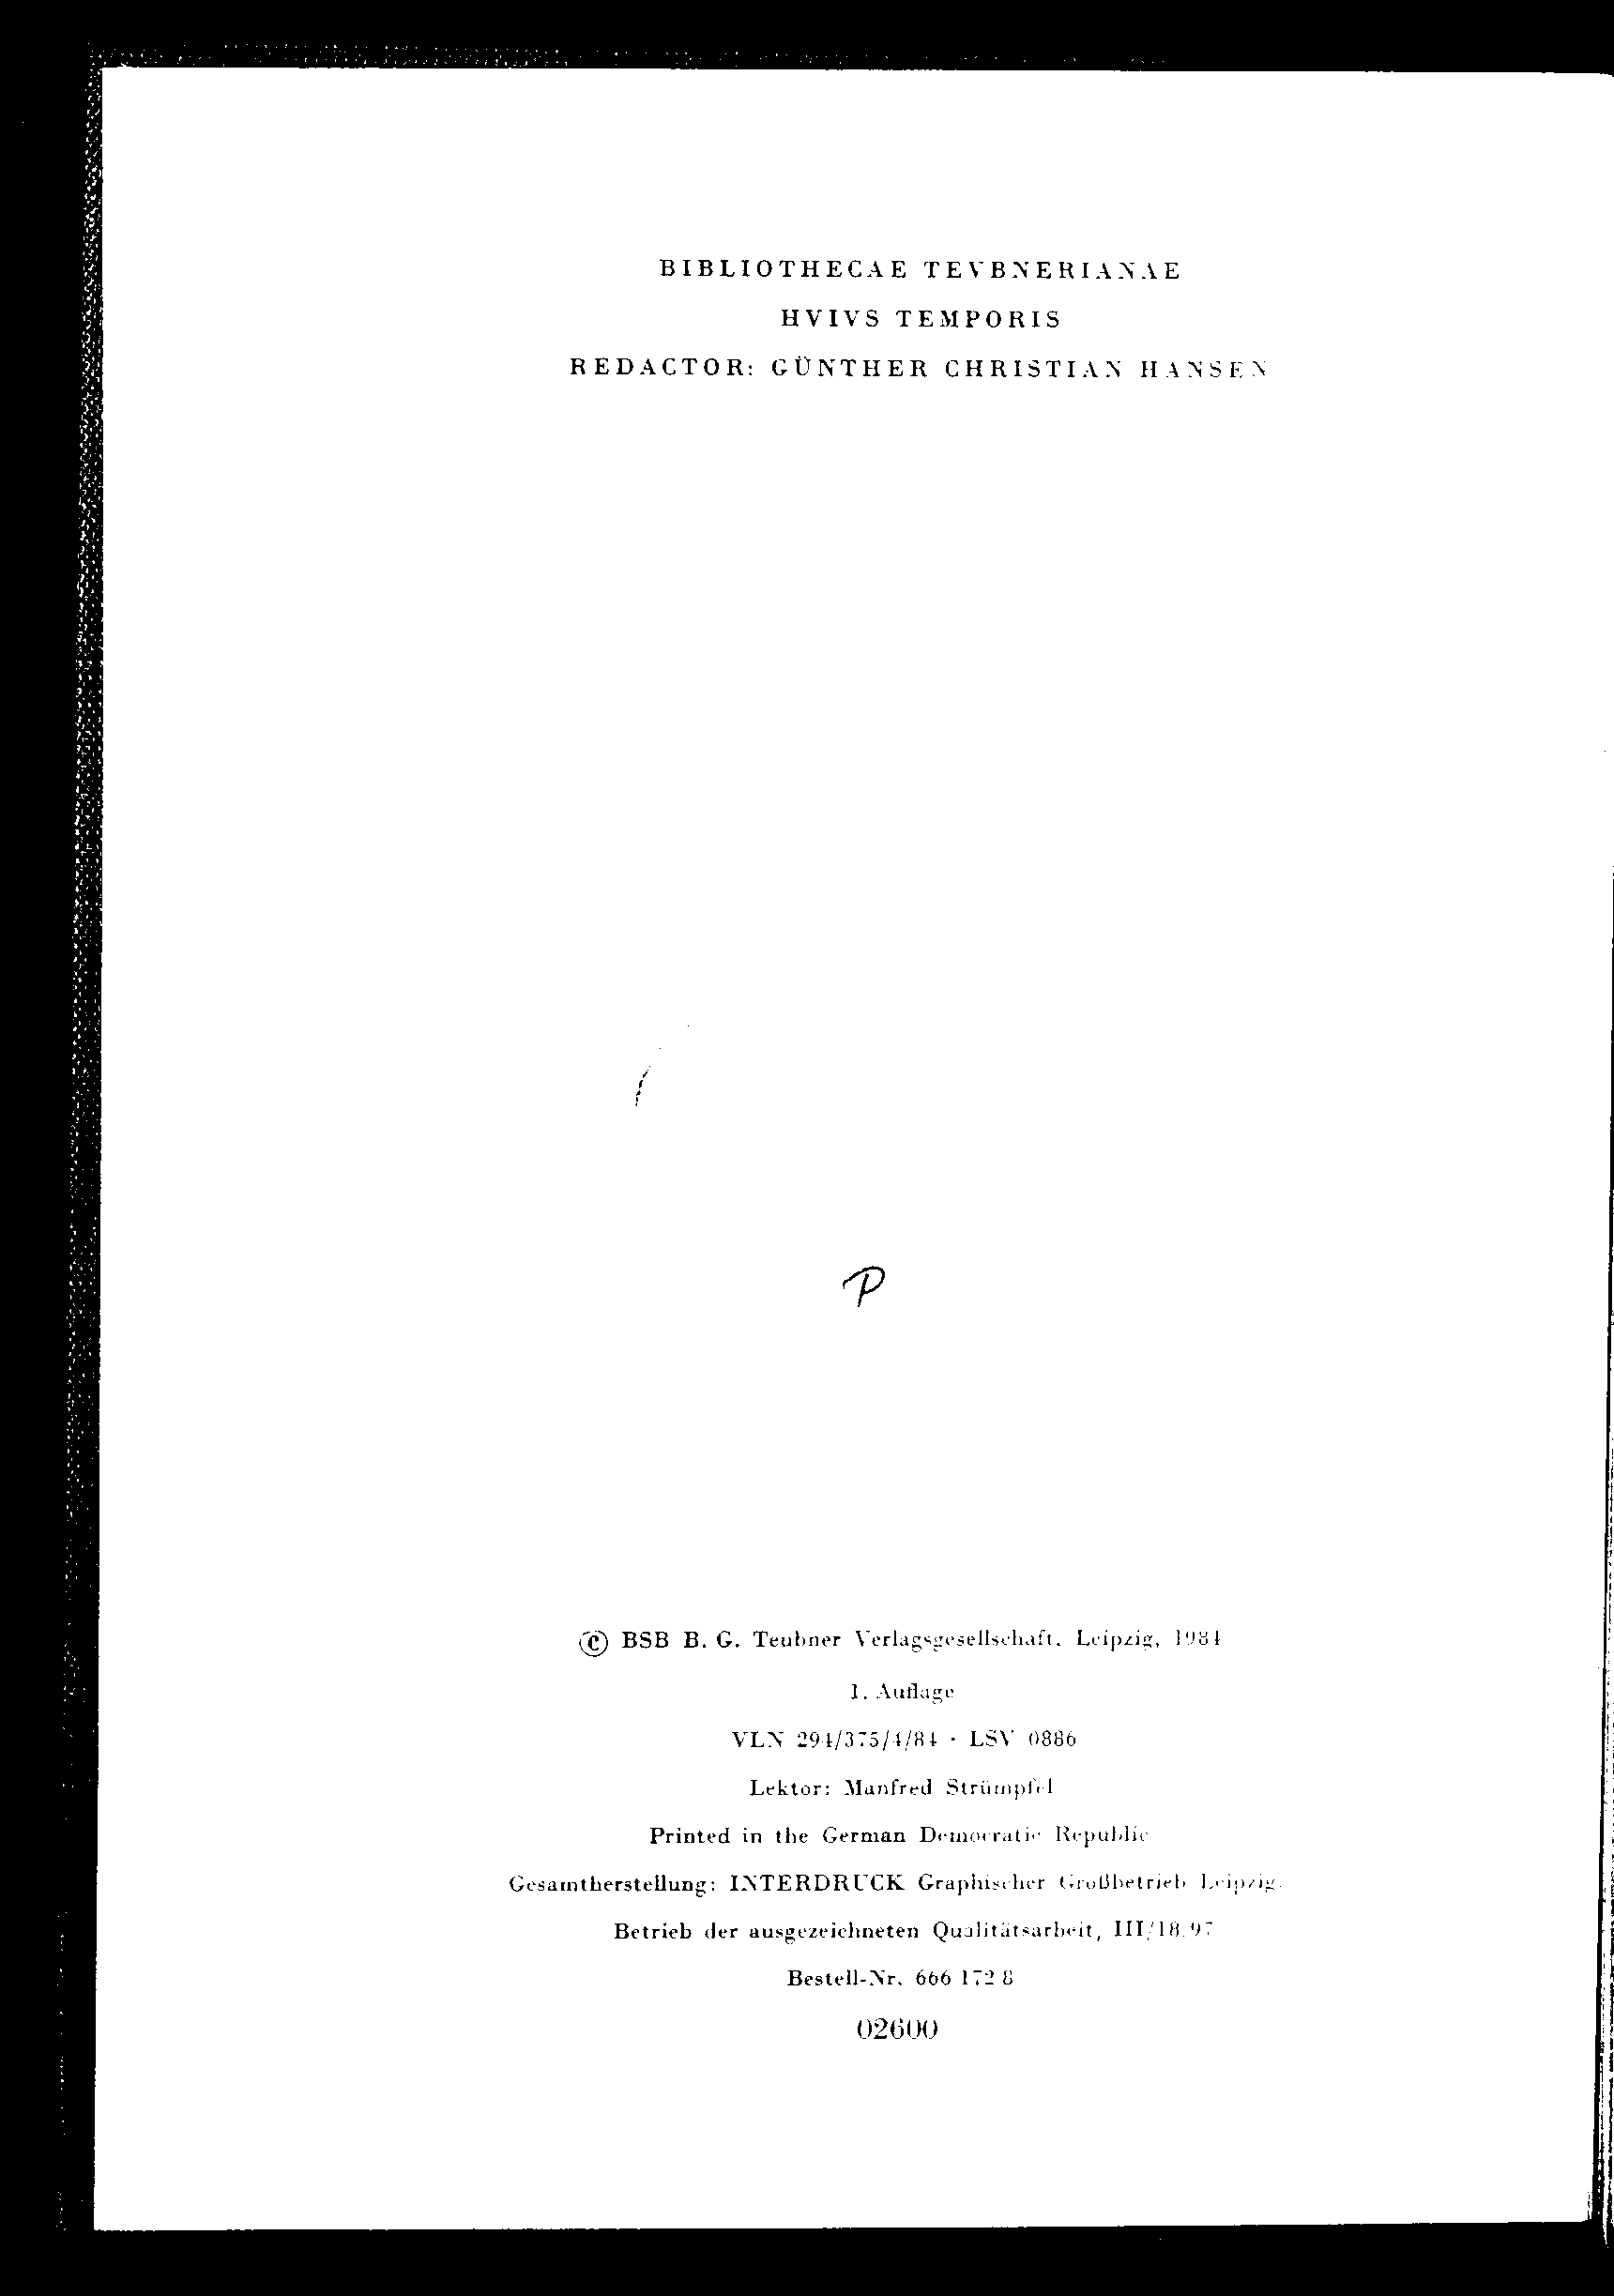 BIBLIOTHECAE TEVBNERIANAE
HVIVS TEMPORIS
REDACTOR: GÜNTHER CHRISTIAN HANSEN
P
© BSB B. G. Teubner Verlagsgesellschaft, Leipzig, 1984
1. Auflage
VLN 294/375/4/84 · LSV 0886
Lektor: Manfred Strümpfel
Printed in the German Democratic Republic
Gesamtherstellung: INTERDRUCK Graphischer Großbetrieb Leipzig,
Betrieb der ausgezeichneten Qualitätsarbeit, III/18/97
Bestell-Nr. 666 172 8
02600